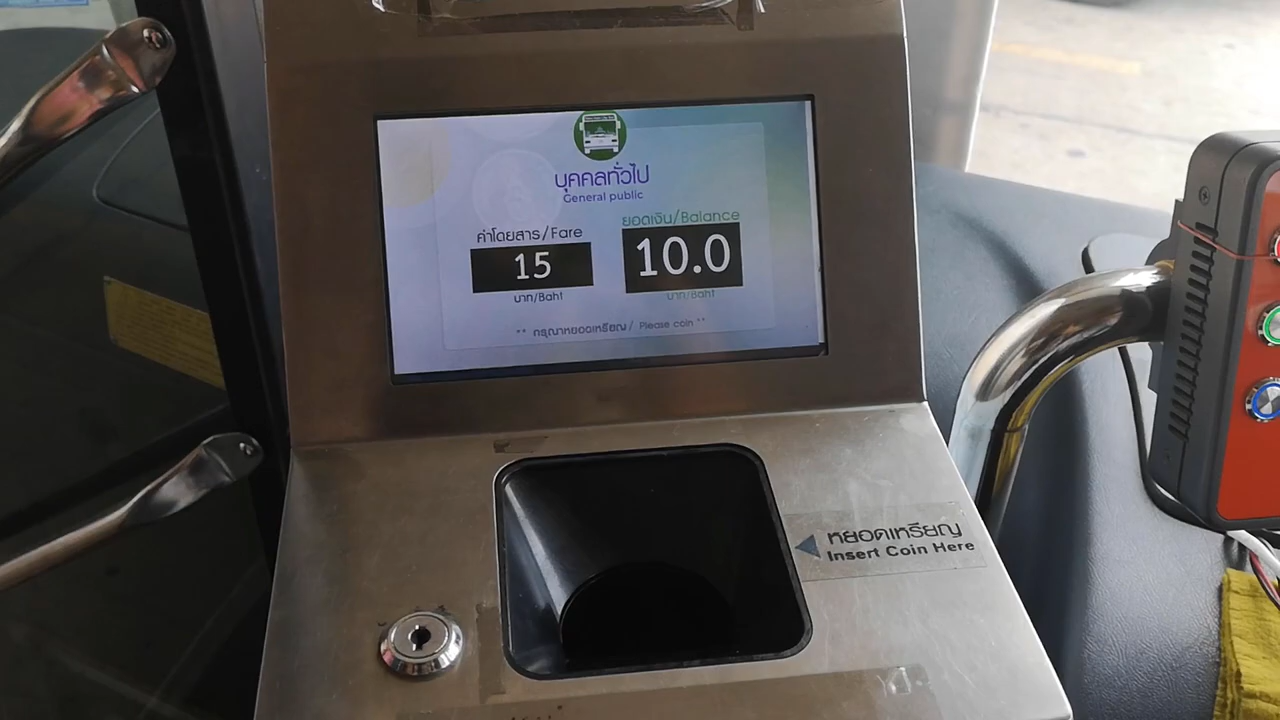 บุคคลทั่วไป
General public
ค่าโดยสาร/Fare
15
บาท/Baht
ยอดเงิน/Balance
10.0
บาท/Baht
** กรุณาหยอดเหรียญ/ Please coin **
หยอดเหรียญ
Insert Coin Here